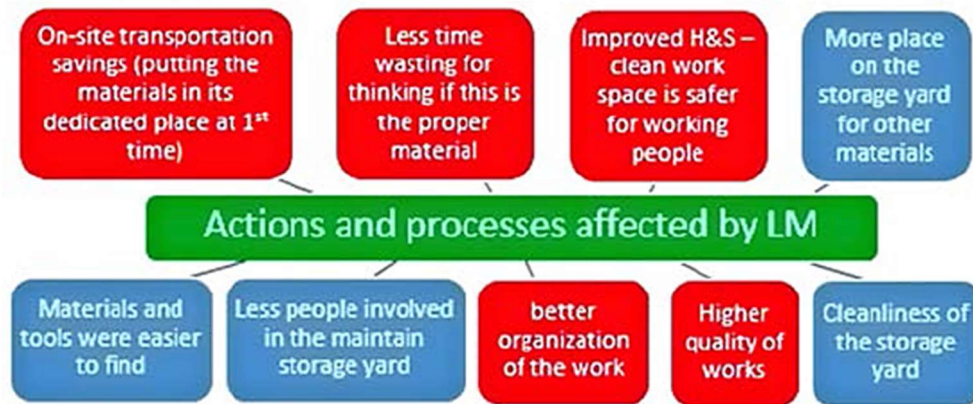 On-site transportation
savings (putting the
materials in its
dedicated place at 1st
time)
Less time
wasting for
thinking if this is
the proper
material
Improved H&S –
clean work
space is safer
for working
people
More place
on the
storage yard
for other
materials
Actions and processes affected by LM
Materials and
tools were easier
to find
Less people involved
in the maintain
storage yard
better
organization
of the work
Higher
quality of
works
Cleanliness of
the storage
yard